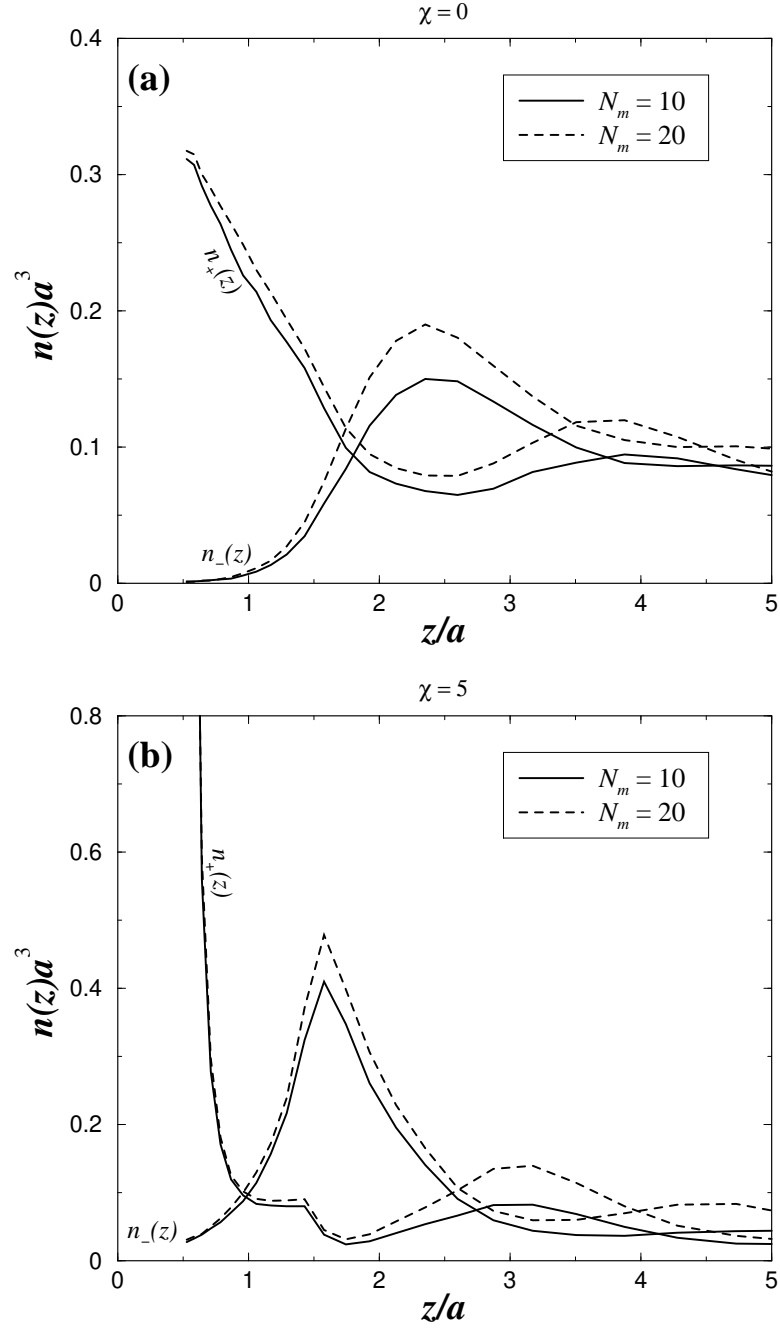 χ = 0
(a)
N_m = 10
N_m = 20
n_+(z)
n_-(z)
n(z)a^3
0.4
0.3
0.2
0.1
0
0 1 2 3 4 5
z/a
χ = 5
(b)
N_m = 10
N_m = 20
n_+(z)
n_-(z)
n(z)a^3
0.8
0.6
0.4
0.2
0
0 1 2 3 4 5
z/a